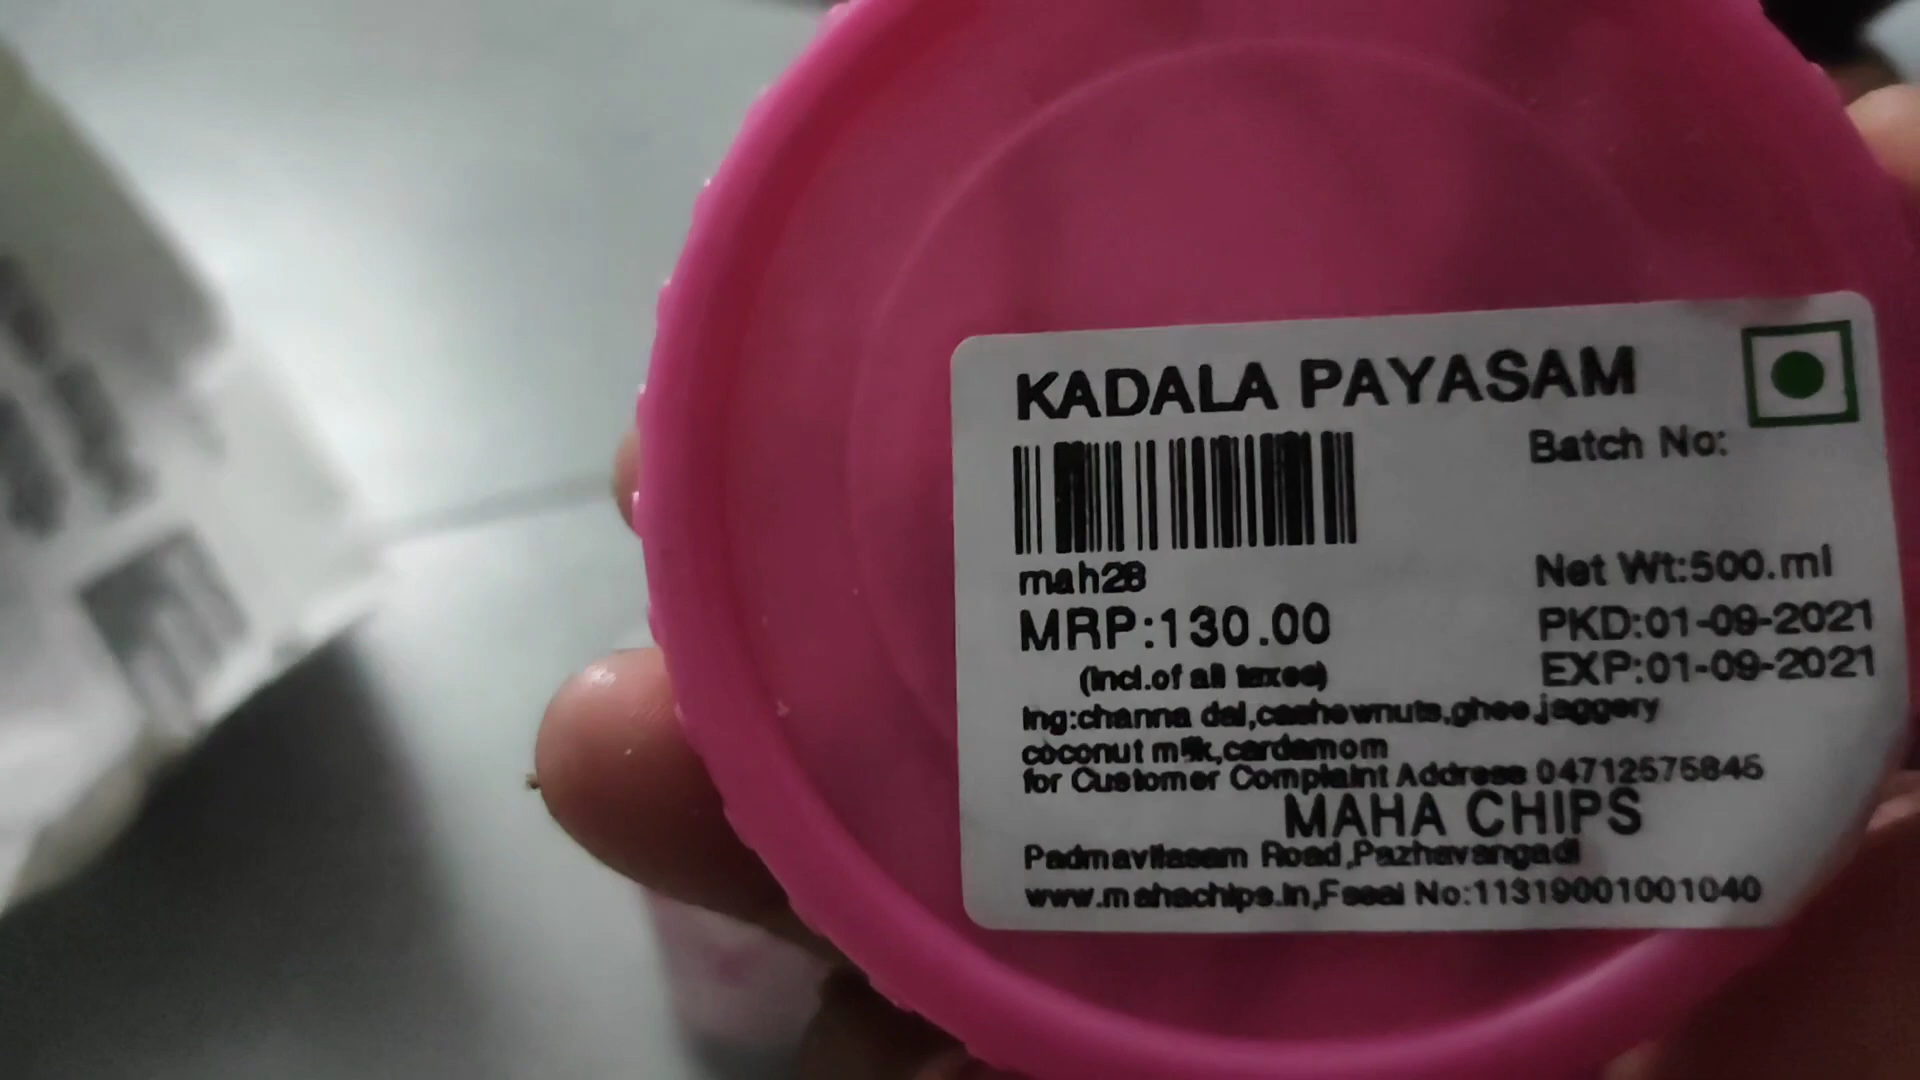 KADALA PAYASAM
Batch No:
mah28
Net Wt:500.ml
MRP:130.00
PKD:01-09-2021
(incl.of all taxes)
EXP:01-09-2021
Ing:channa dal,cashewnuts,ghee,jaggery
coconut milk,cardamom
for Customer Complaint Address 04712575845
MAHA CHIPS
Padmavilasam Road,Pazhavangadi
www.mahachips.in,Fssai No:11319001001040